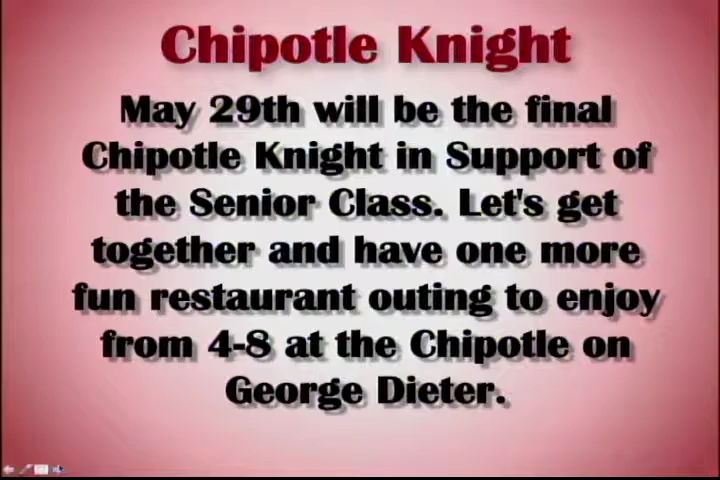 Chipotle Knight
May 29th will be the final
Chipotle Knight in Support of
the Senior Class. Let's get
together and have one more
fun restaurant outing to enjoy
from 4-8 at the Chipotle on
George Dieter.